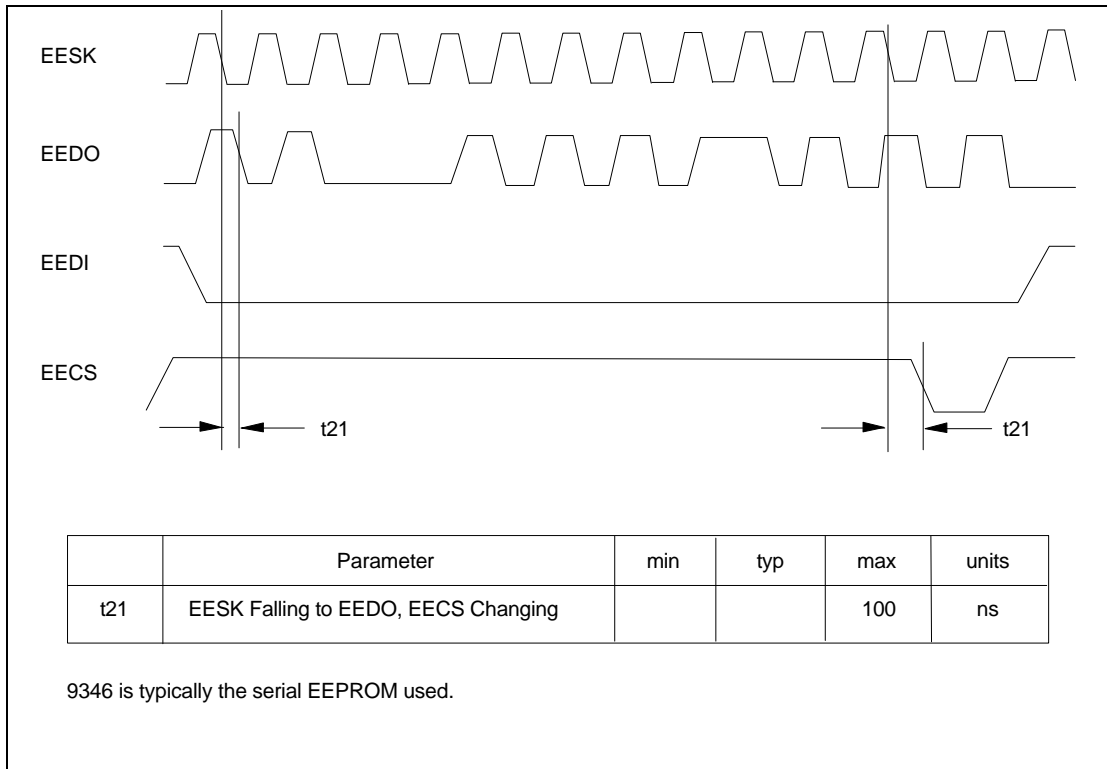 EESK
EEDO
EEDI
EECS
t21 t21
Parameter min typ max units
t21 EESK Falling to EEDO, EECS Changing 100 ns
9346 is typically the serial EEPROM used.